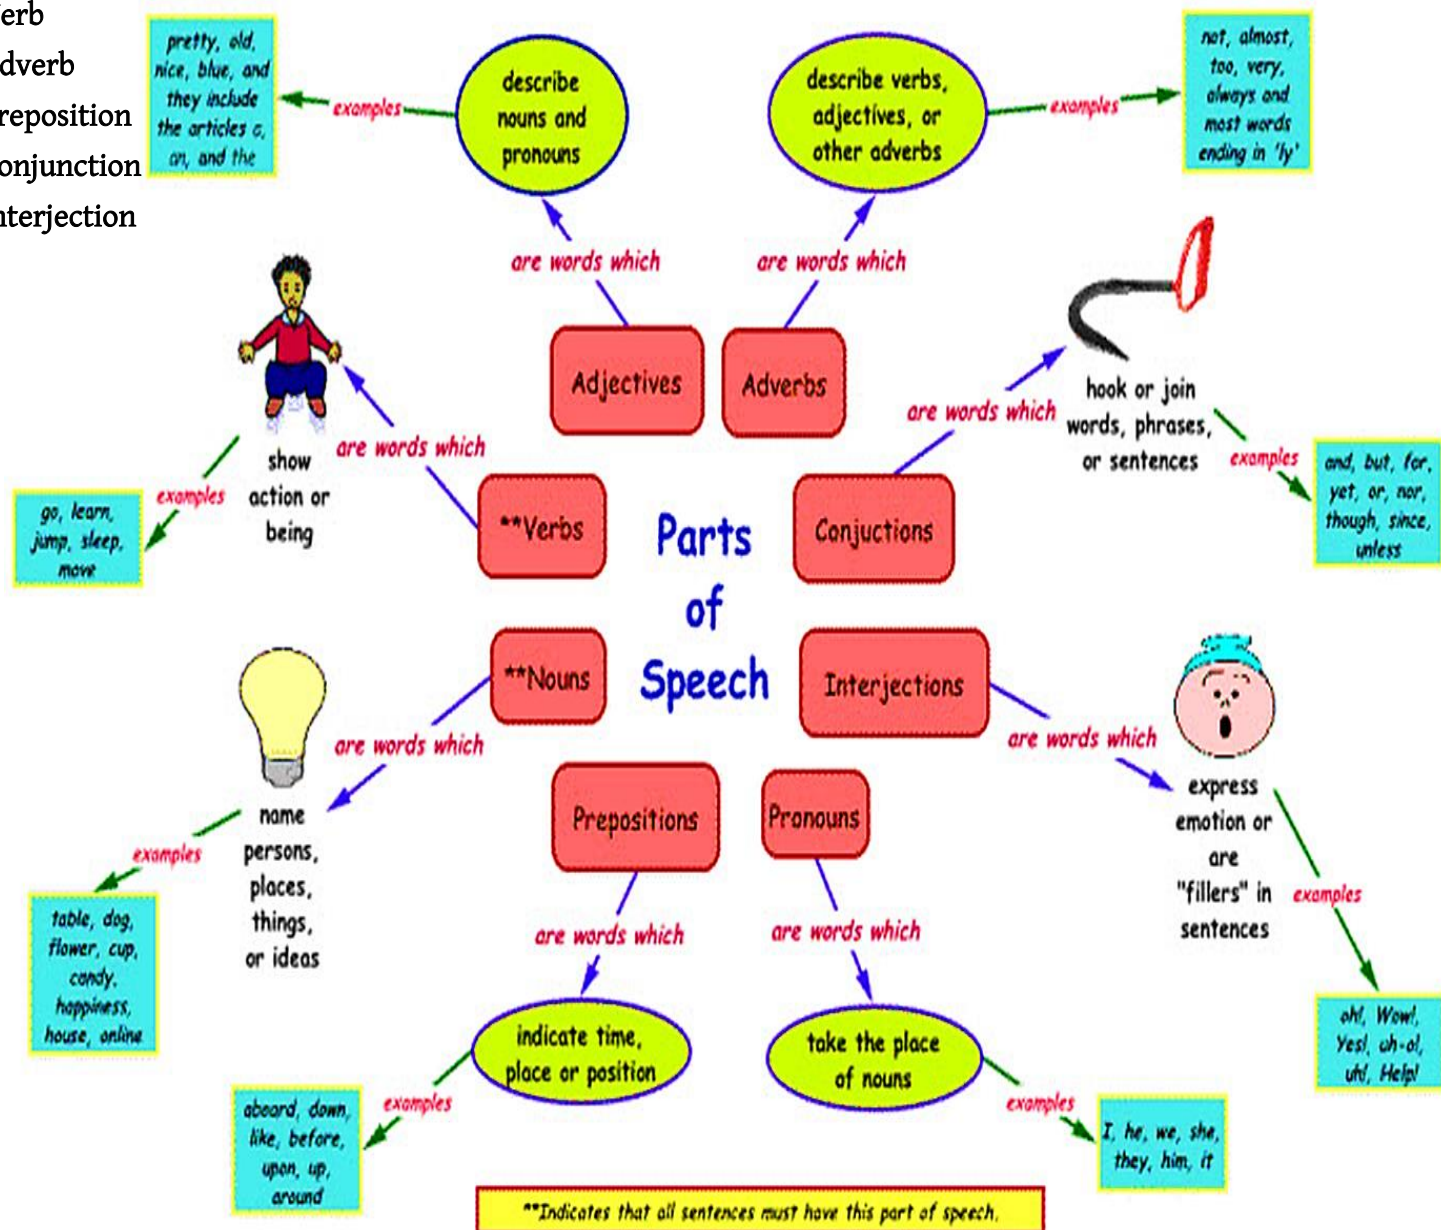 erb
dverb
reposition
onjunction
nterjection
pretty, old,
nice, blue, and
they include
the articles a,
an, and the
examples
describe
nouns and
pronouns
describe verbs,
adjectives, or
other adverbs
examples
not, almost,
too, very,
always and
most words
ending in 'ly'
are words which
are words which
Adjectives
Adverbs
are words which
hook or join
words, phrases,
or sentences
examples
and, but, for,
yet, or, nor,
though, since,
unless
are words which
show
action or
being
examples
go, learn,
jump, sleep,
move
**Verbs
Conjuctions
Parts
of
Speech
**Nouns
Interjections
are words which
name
persons,
places,
things,
or ideas
examples
table, dog,
flower, cup,
candy,
happiness,
house, online
are words which
express
emotion or
are
"fillers" in
sentences
examples
oh!, Wow!,
Yes!, uh-o!,
uh!, Help!
Prepositions
Pronouns
are words which
are words which
indicate time,
place or position
take the place
of nouns
examples
aboard, down,
like, before,
upon, up,
around
examples
I, he, we, she,
they, him, it
**Indicates that all sentences must have this part of speech.